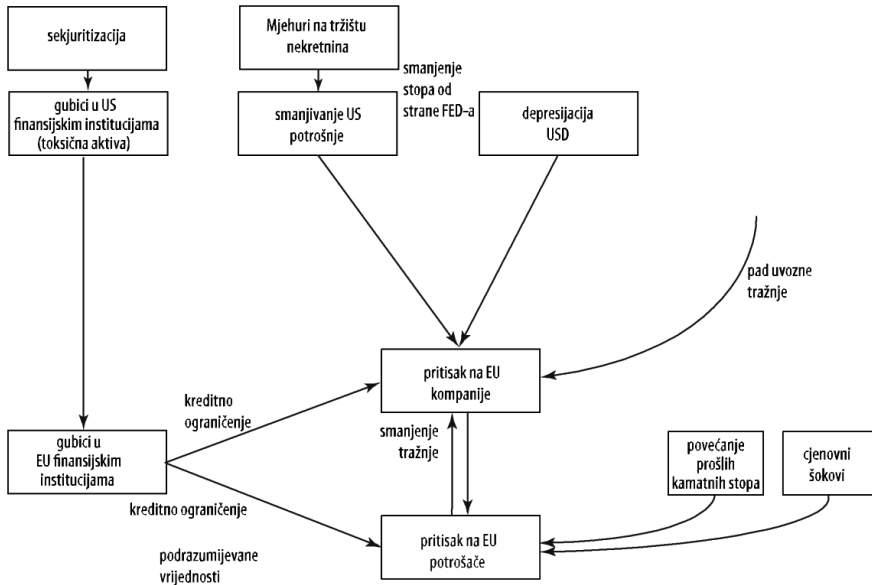 sekjuritizacija
Mjehuri na tržištu
nekretnina
smanjenje
stopa od
strane FED-a
gubici u US
finansijskim institucijama
(toksična aktiva)
smanjivanje US
potrošnje
depresijacija
USD
pad uvozne
tražnje
pritisak na EU
kompanije
kreditno
ograničenje
smanjenje
tražnje
gubici u
EU finansijskim
institucijama
povećanje
prošlih
kamatnih stopa
cjenovni
šokovi
kreditno ograničenje
pritisak na EU
potrošače
podrazumijevane
vrijednosti